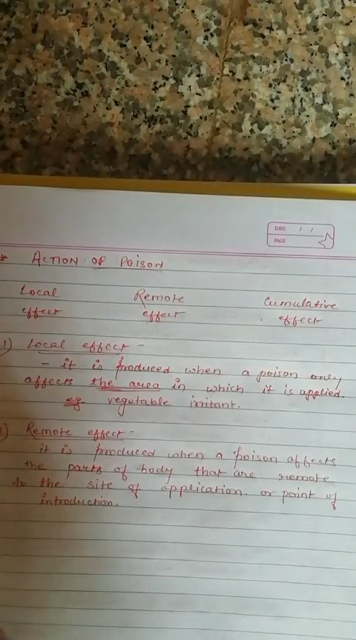 DATE / /
PAGE
* ACTION OF POISON
Local effect
Remote effect
Cumulative effect
1) Local effect -
- it is produced when a poison only
affects the area in which it is applied.
eg vegetable irritant.
) Remote effect -
it is produced when a poison affects
the parts of body that are remote
to the site of application. or point of
introduction.